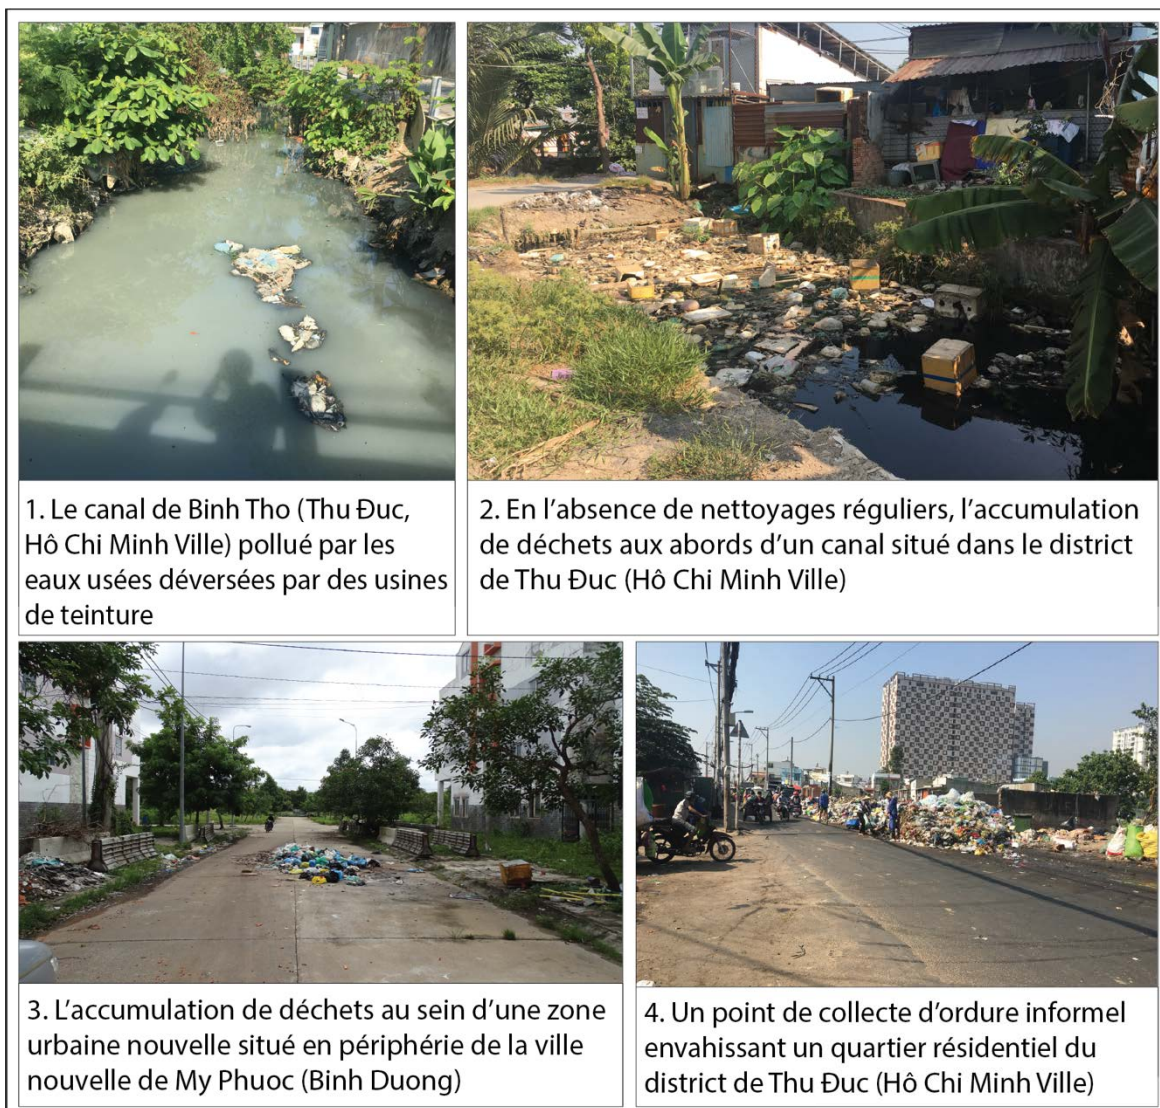 1. Le canal de Binh Tho (Thu Đuc,
Hô Chi Minh Ville) pollué par les
eaux usées déversées par des usines
de teinture
2. En l'absence de nettoyages réguliers, l'accumulation
de déchets aux abords d'un canal situé dans le district
de Thu Đuc (Hô Chi Minh Ville)
3. L'accumulation de déchets au sein d'une zone
urbaine nouvelle situé en périphérie de la ville
nouvelle de My Phuoc (Binh Duong)
4. Un point de collecte d'ordure informel
envahissant un quartier résidentiel du
district de Thu Đuc (Hô Chi Minh Ville)